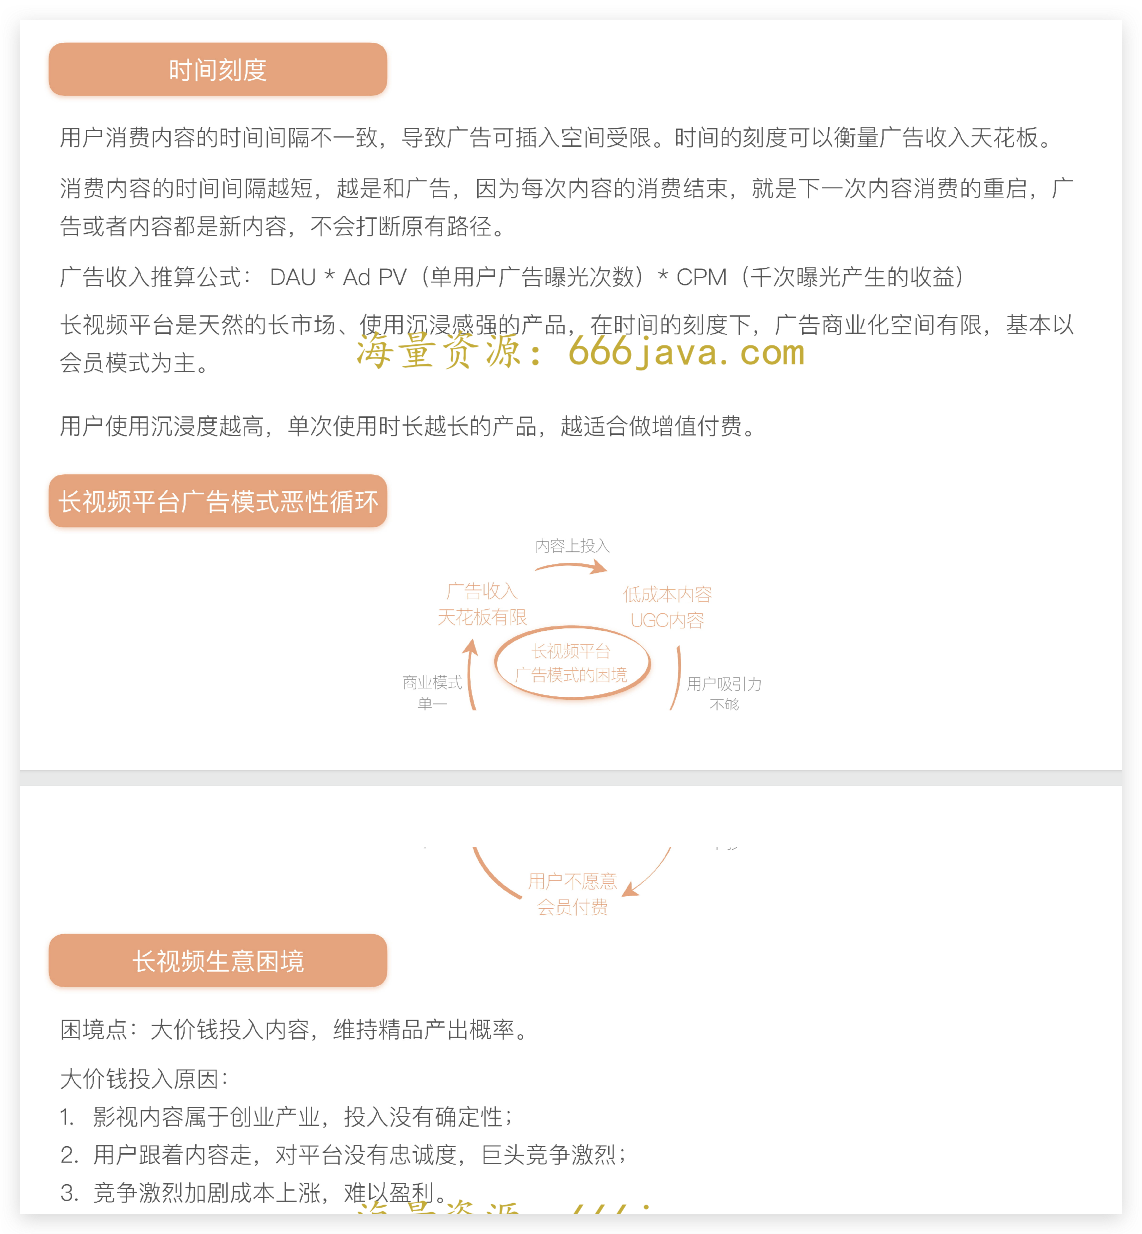 时间刻度
用户消费内容的时间间隔不一致，导致广告可插入空间受限。时间的刻度可以衡量广告收入天花板。
消费内容的时间间隔越短，越是和广告，因为每次内容的消费结束，就是下一次内容消费的重启，广
告或者内容都是新内容，不会打断原有路径。
广告收入推算公式： DAU * Ad PV（单用户广告曝光次数）* CPM（千次曝光产生的收益）
长视频平台是天然的长市场、使用沉浸感强的产品，在时间的刻度下，广告商业化空间有限，基本以
会员模式为主。
海量资源：666java.com
用户使用沉浸度越高，单次使用时长越长的产品，越适合做增值付费。
长视频平台广告模式恶性循环
内容上投入
广告收入
天花板有限
低成本内容
UGC内容
长视频平台
广告模式的困境
商业模式
单一
用户吸引力
不够
用户不愿意
会员付费
长视频生意困境
困境点：大价钱投入内容，维持精品产出概率。
大价钱投入原因：
1. 影视内容属于创业产业，投入没有确定性；
2. 用户跟着内容走，对平台没有忠诚度，巨头竞争激烈；
3. 竞争激烈加剧成本上涨，难以盈利。